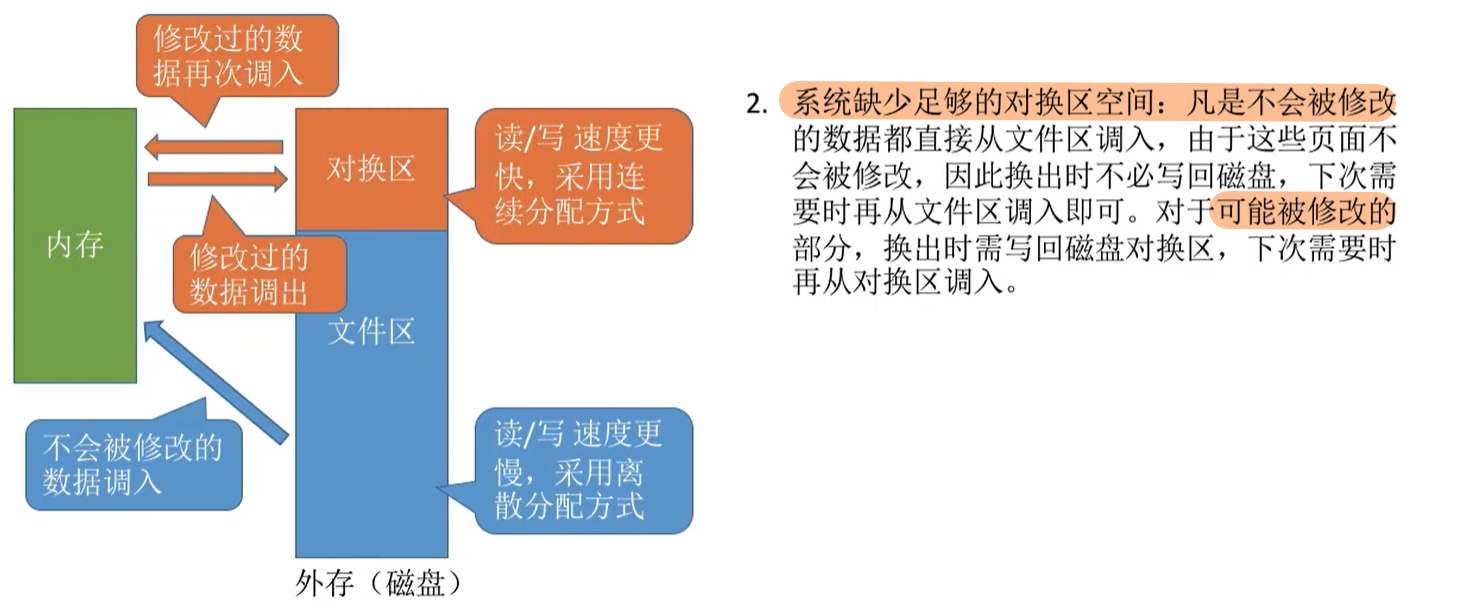 修改过的数
据再次调入
读/写 速度更
快，采用连
续分配方式
对换区
内存
修改过的
数据调出
文件区
不会被修改的
数据调入
读/写 速度更
慢，采用离
散分配方式
外存（磁盘）
2. 系统缺少足够的对换区空间：凡是不会被修改
的数据都直接从文件区调入，由于这些页面不
会被修改，因此换出时不必写回磁盘，下次需
要时再从文件区调入即可。对于可能被修改的
部分，换出时需写回磁盘对换区，下次需要时
再从对换区调入。